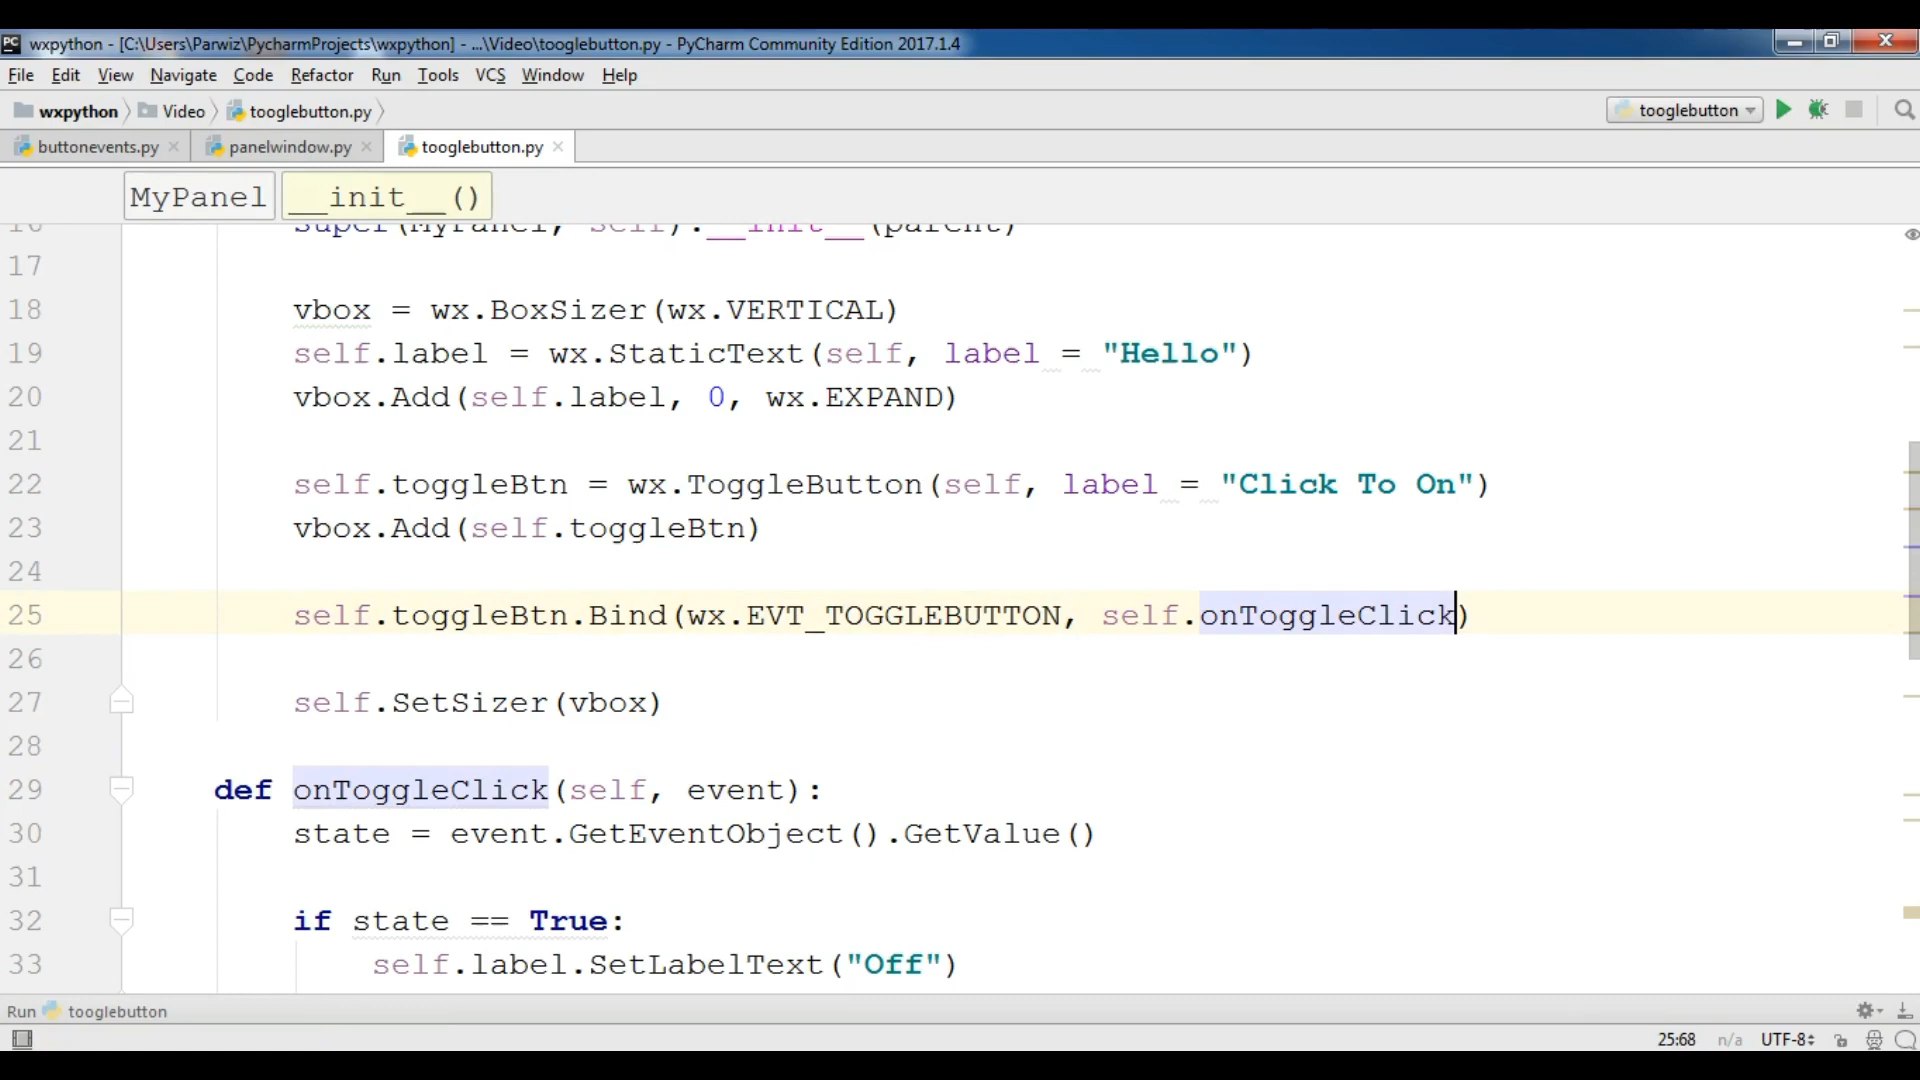 wxpython - [C:\Users\Parwiz\PycharmProjects\wxpython] - ...\Video\tooglebutton.py - PyCharm Community Edition 2017.1.4
File Edit View Navigate Code Refactor Run Tools VCS Window Help
wxpython Video tooglebutton.py tooglebutton
buttonevents.py panelwindow.py tooglebutton.py
MyPanel __init__()
16 super(MyPanel, self).__init__(parent)
17
18 vbox = wx.BoxSizer(wx.VERTICAL)
19 self.label = wx.StaticText(self, label = "Hello")
20 vbox.Add(self.label, 0, wx.EXPAND)
21
22 self.toggleBtn = wx.ToggleButton(self, label = "Click To On")
23 vbox.Add(self.toggleBtn)
24
25 self.toggleBtn.Bind(wx.EVT_TOGGLEBUTTON, self.onToggleClick)
26
27 self.SetSizer(vbox)
28
29 def onToggleClick(self, event):
30 state = event.GetEventObject().GetValue()
31
32 if state == True:
33 self.label.SetLabelText("Off")
Run tooglebutton
25:68 n/a UTF-8